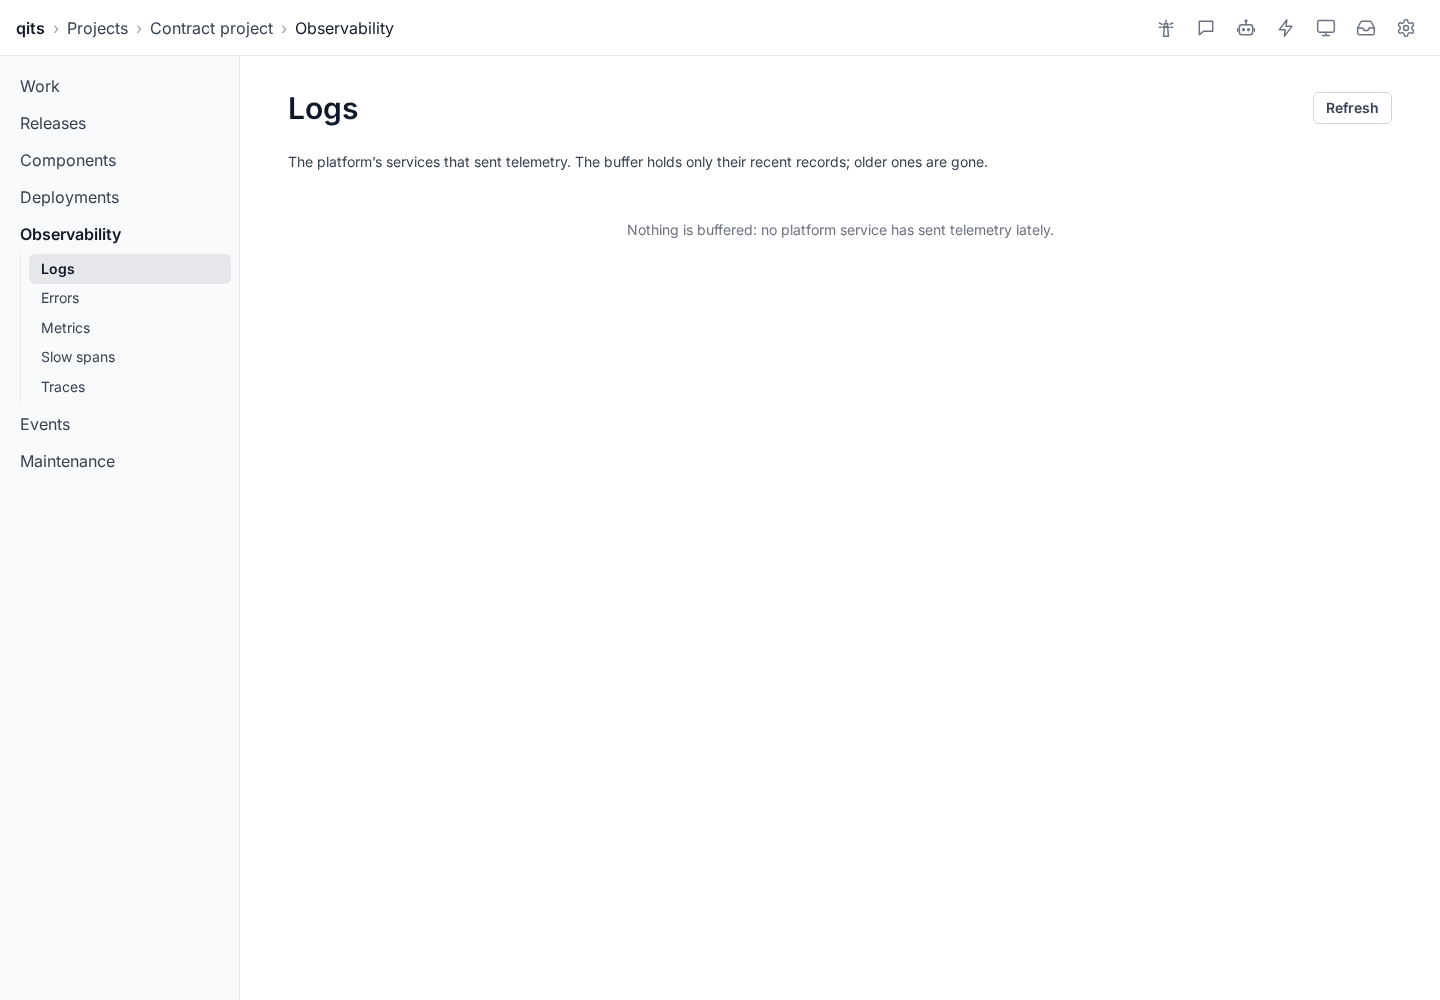 qits › Projects › Contract project › Observability
Work
Releases
Components
Deployments
Observability
Logs
Errors
Metrics
Slow spans
Traces
Events
Maintenance
Logs
Refresh
The platform’s services that sent telemetry. The buffer holds only their recent records; older ones are gone.
Nothing is buffered: no platform service has sent telemetry lately.